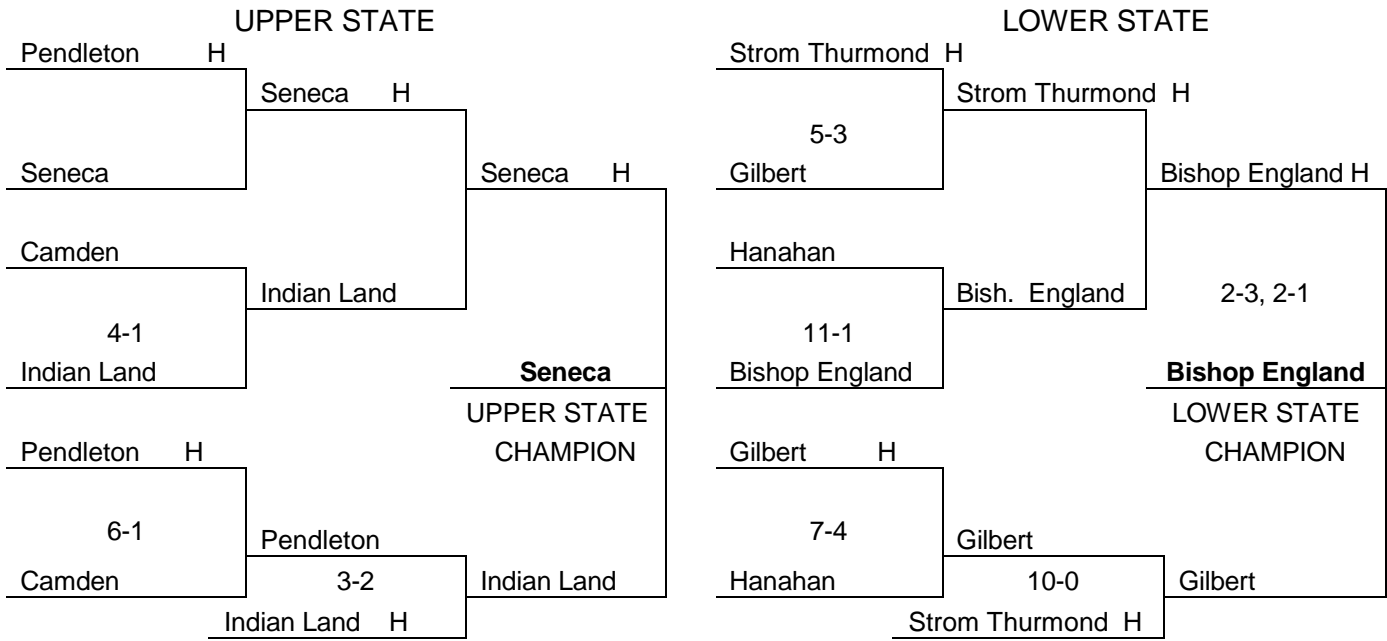 UPPER STATE
Pendleton H
Seneca H
Seneca
Seneca H
Camden
Indian Land
4-1
Indian Land
Seneca
UPPER STATE
CHAMPION
Pendleton H
6-1
Pendleton
Camden
3-2
Indian Land
Indian Land H
LOWER STATE
Strom Thurmond H
Strom Thurmond H
5-3
Gilbert
Bishop England H
Hanahan
Bish. England
2-3, 2-1
11-1
Bishop England
Bishop England
LOWER STATE
CHAMPION
Gilbert H
7-4
Gilbert
Hanahan
10-0
Gilbert
Strom Thurmond H